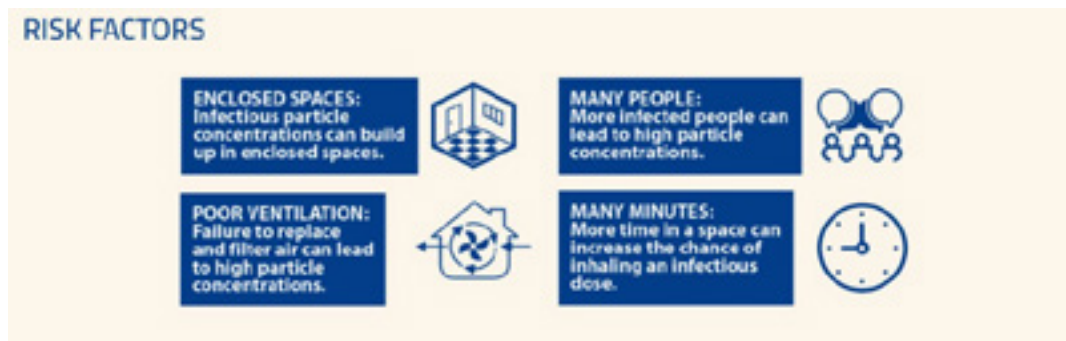 RISK FACTORS
ENCLOSED SPACES:
Infectious particle
concentrations can build
up in enclosed spaces.
MANY PEOPLE:
More infected people can
lead to high particle
concentrations.
POOR VENTILATION:
Failure to replace
and filter air can lead
to high particle
concentrations.
MANY MINUTES:
More time in a space can
increase the chance of
inhaling an infectious
dose.